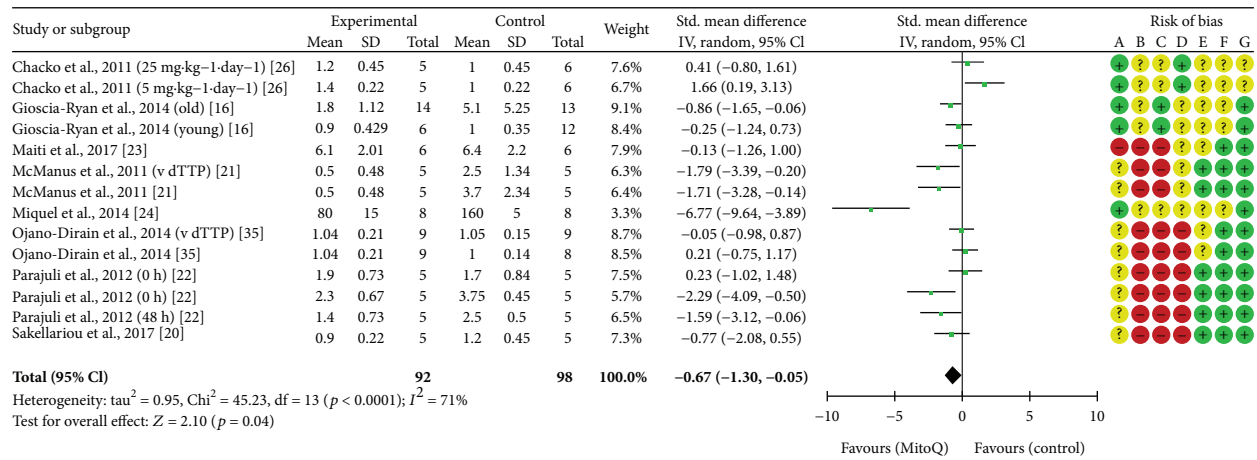 Study or subgroup Experimental Control Weight Std. mean difference Std. mean difference Risk of bias
Mean SD Total Mean SD Total IV, random, 95% Cl IV, random, 95% Cl A B C D E F G
Chacko et al., 2011 (25 mg·kg−1·day−1) [26] 1.2 0.45 5 1 0.45 6 7.6% 0.41 (−0.80, 1.61) + ? ? + ? ? ?
Chacko et al., 2011 (5 mg·kg−1·day−1) [26] 1.4 0.22 5 1 0.22 6 6.7% 1.66 (0.19, 3.13) + ? ? + ? ? ?
Gioscia-Ryan et al., 2014 (old) [16] 1.8 1.12 14 5.1 5.25 13 9.1% −0.86 (−1.65, −0.06) + ? + ? ? ? +
Gioscia-Ryan et al., 2014 (young) [16] 0.9 0.429 6 1 0.35 12 8.4% −0.25 (−1.24, 0.73) + ? + ? ? ? +
Maiti et al., 2017 [23] 6.1 2.01 6 6.4 2.2 6 7.9% −0.13 (−1.26, 1.00) − − − ? ? + +
McManus et al., 2011 (v dTTP) [21] 0.5 0.48 5 2.5 1.34 5 6.3% −1.79 (−3.39, −0.20) ? − − ? + + +
McManus et al., 2011 [21] 0.5 0.48 5 3.7 2.34 5 6.4% −1.71 (−3.28, −0.14) ? − − ? + + +
Miquel et al., 2014 [24] 80 15 8 160 5 8 3.3% −6.77 (−9.64, −3.89) + ? ? ? ? ? +
Ojano-Dirain et al., 2014 (v dTTP) [35] 1.04 0.21 9 1.05 0.15 9 8.7% −0.05 (−0.98, 0.87) ? − − − ? + +
Ojano-Dirain et al., 2014 [35] 1.04 0.21 9 1 0.14 8 8.5% 0.21 (−0.75, 1.17) ? − − − ? + +
Parajuli et al., 2012 (0 h) [22] 1.9 0.73 5 1.7 0.84 5 7.5% 0.23 (−1.02, 1.48) ? − − − + + +
Parajuli et al., 2012 (0 h) [22] 2.3 0.67 5 3.75 0.45 5 5.7% −2.29 (−4.09, −0.50) ? − − − + + +
Parajuli et al., 2012 (48 h) [22] 1.4 0.73 5 2.5 0.5 5 6.5% −1.59 (−3.12, −0.06) ? − − − + + +
Sakellariou et al., 2017 [20] 0.9 0.22 5 1.2 0.45 5 7.3% −0.77 (−2.08, 0.55) ? − − − + + +
Total (95% Cl) 92 98 100.0% −0.67 (−1.30, −0.05)
Heterogeneity: tau² = 0.95, Chi² = 45.23, df = 13 (p < 0.0001); I² = 71%
Test for overall effect: Z = 2.10 (p = 0.04)
−10 −5 0 5 10
Favours (MitoQ) Favours (control)